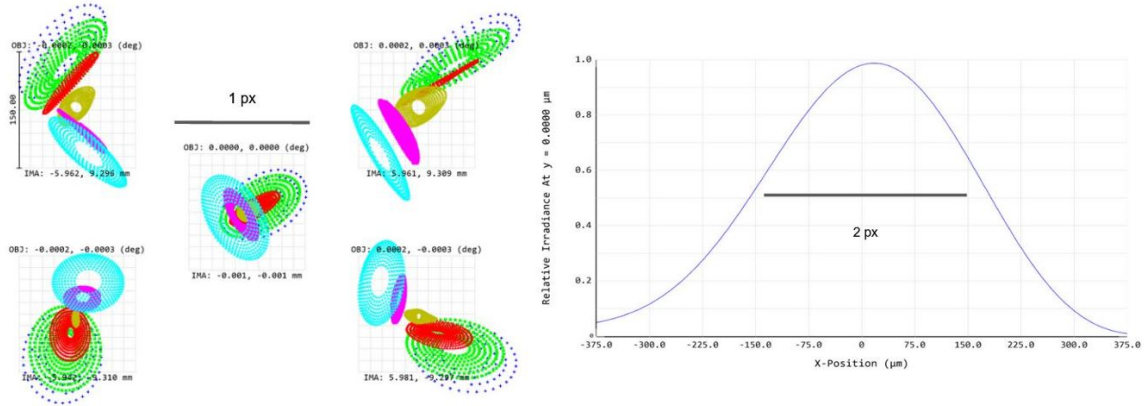 OBJ: -0.0002, 0.0003 (deg)
150.00
IMA: -5.962, 9.296 mm
1 px
OBJ: 0.0000, 0.0000 (deg)
IMA: -0.001, -0.001 mm
OBJ: 0.0002, 0.0003 (deg)
IMA: 5.961, 9.309 mm
OBJ: -0.0002, -0.0003 (deg)
IMA: -9.310 mm
OBJ: 0.0002, -0.0003 (deg)
IMA: 5.981, mm
Relative Irradiance At y = 0.0000 µm
1.0
0.8
0.6
0.4
0.2
0
2 px
-375.0 -300.0 -225.0 -150.0 -75.0 0.0 75.0 150.0 225.0 300.0 375.0
X-Position (µm)